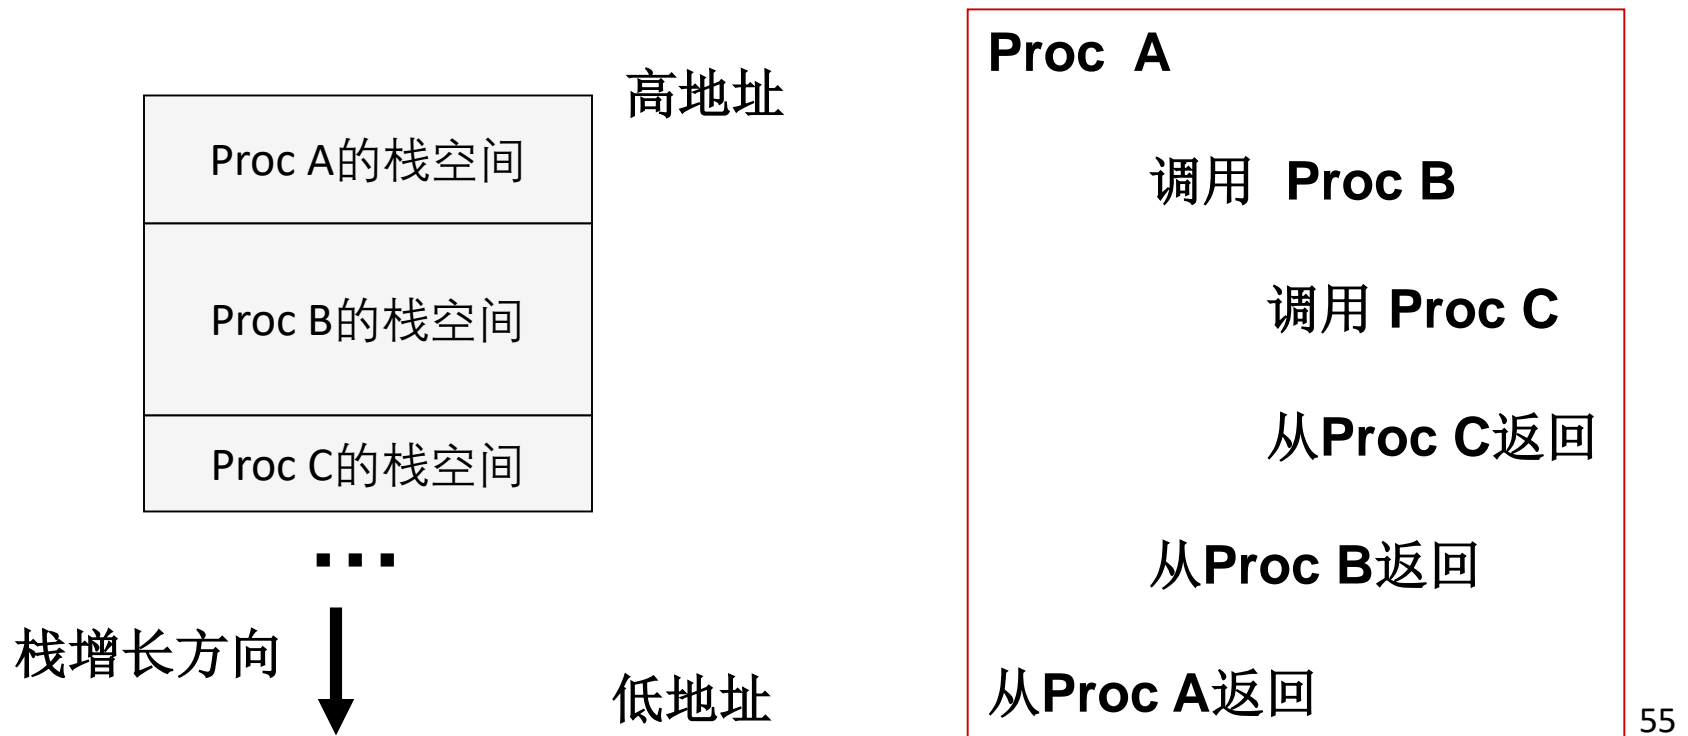 高地址
Proc A的栈空间
Proc B的栈空间
Proc C的栈空间
...
栈增长方向
低地址
Proc A
调用 Proc B
调用 Proc C
从Proc C返回
从Proc B返回
从Proc A返回
55